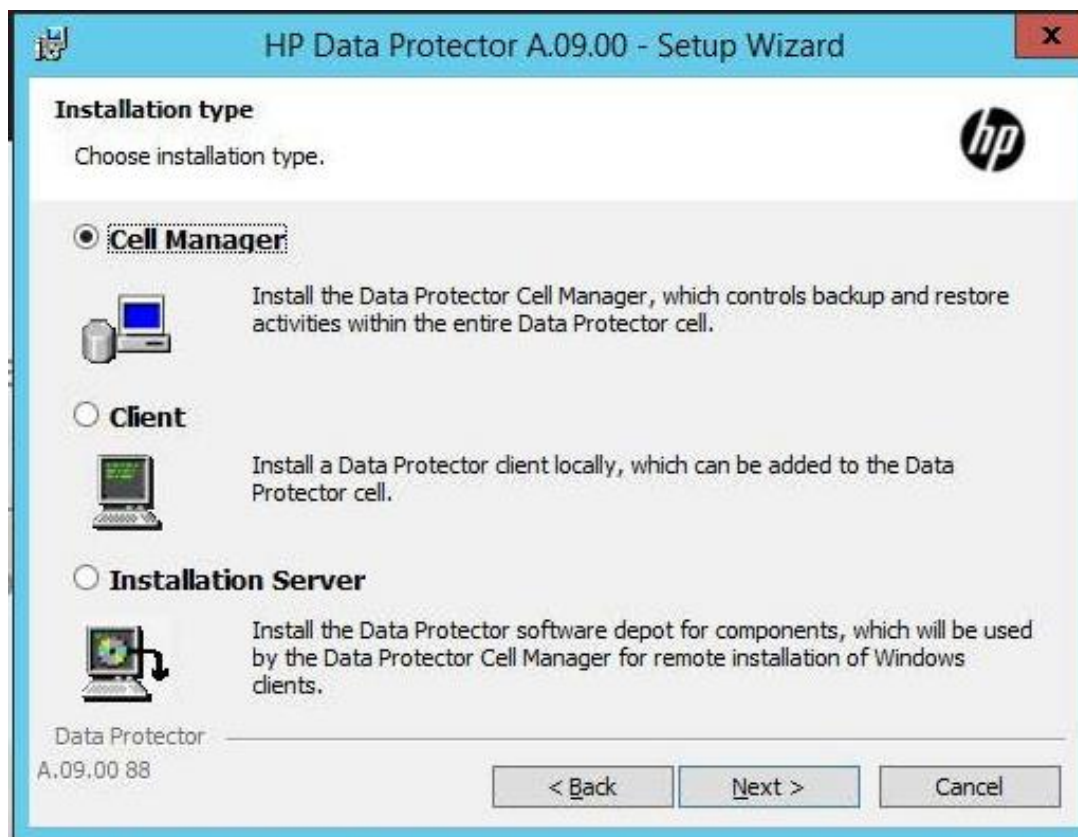 HP Data Protector A.09.00 - Setup Wizard
x
Installation type
Choose installation type.
hp
Cell Manager
Install the Data Protector Cell Manager, which controls backup and restore
activities within the entire Data Protector cell.
Client
Install a Data Protector client locally, which can be added to the Data
Protector cell.
Installation Server
Install the Data Protector software depot for components, which will be used
by the Data Protector Cell Manager for remote installation of Windows
clients.
Data Protector
A.09.00 88
< Back
Next >
Cancel